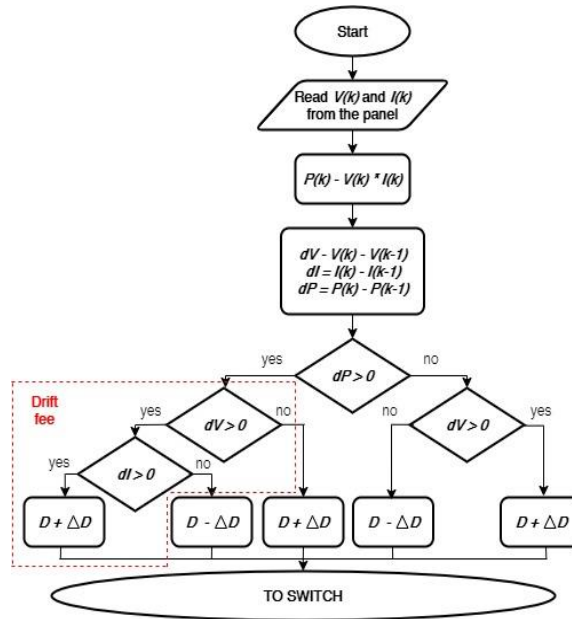 Start
Read V(k) and I(k)
from the panel
P(k) - V(k) * I(k)
dV - V(k) - V(k-1)
dI = I(k) - I(k-1)
dP = P(k) - P(k-1)
yes
dP > 0
no
Drift
fee
yes
dV > 0
no
no
dV > 0
yes
yes
dI > 0
no
D + △D
D - △D
D + △D
D - △D
D + △D
TO SWITCH